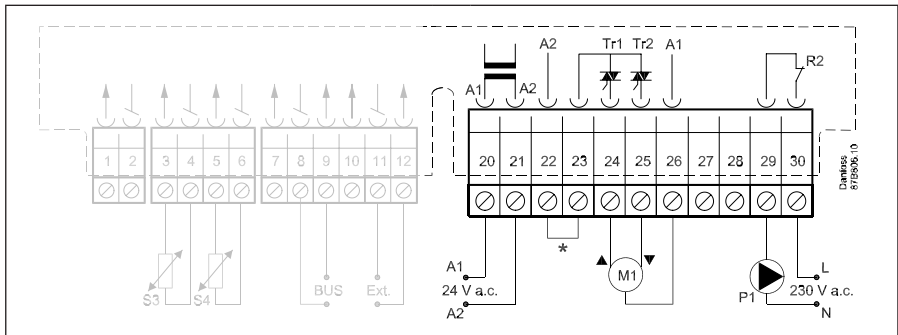 A2 Tr1 Tr2 A1
R2
A1 A2
1 2 3 4 5 6 7 8 9 10 11 12
20 21 22 23 24 25 26 27 28 29 30
Danfoss
87B806.10
*
S3 S4 BUS Ext.
A1
24 V a.c.
A2
M1
P1
L
230 V a.c.
N